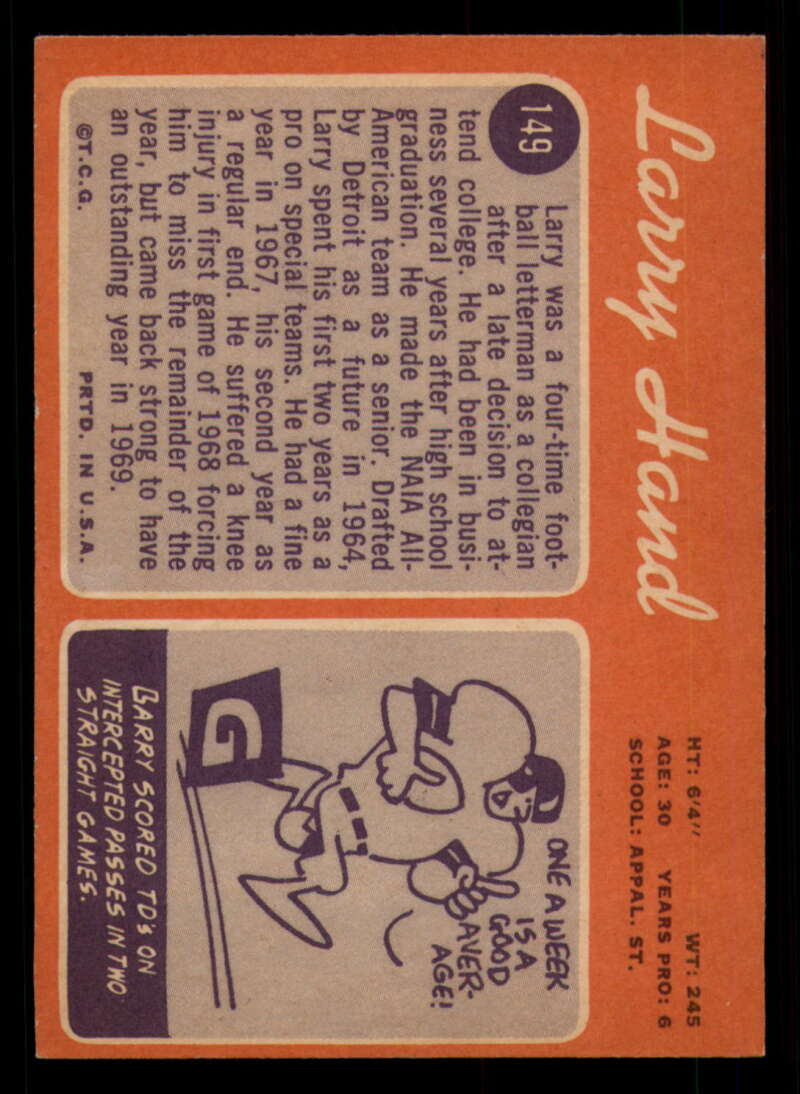 Larry Hand
HT: 6'4" WT: 245
AGE: 30 YEARS PRO: 6
SCHOOL: APPAL. ST.
149
Larry was a four-time foot-
ball letterman as a collegian
after a late decision to at-
tend college. He had been in busi-
ness several years after high school
graduation. He made the NAIA All-
American team as a senior. Drafted
by Detroit as a future in 1964,
Larry spent his first two years as a
pro on special teams. He had a fine
year in 1967, his second year as
a regular end. He suffered a knee
injury in first game of 1968 forcing
him to miss the remainder of the
year, but came back strong to have
an outstanding year in 1969.
©T.C.G. PRTD. IN U.S.A.
ONE A WEEK
IS A
GOOD
AVER-
AGE!
G
BARRY SCORED TD's ON
INTERCEPTED PASSES IN TWO
STRAIGHT GAMES.